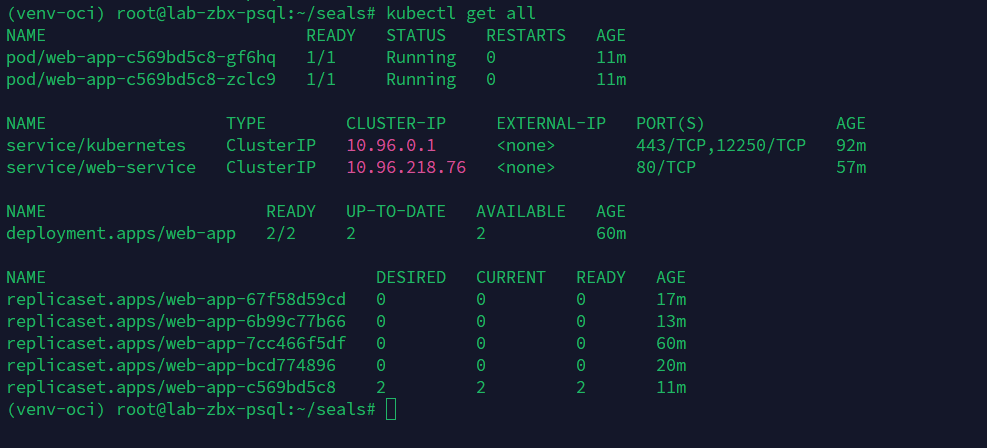 (venv-oci) root@lab-zbx-psql:~/seals# kubectl get all
NAME READY STATUS RESTARTS AGE
pod/web-app-c569bd5c8-gf6hq 1/1 Running 0 11m
pod/web-app-c569bd5c8-zclc9 1/1 Running 0 11m
NAME TYPE CLUSTER-IP EXTERNAL-IP PORT(S) AGE
service/kubernetes ClusterIP 10.96.0.1 <none> 443/TCP,12250/TCP 92m
service/web-service ClusterIP 10.96.218.76 <none> 80/TCP 57m
NAME READY UP-TO-DATE AVAILABLE AGE
deployment.apps/web-app 2/2 2 2 60m
NAME DESIRED CURRENT READY AGE
replicaset.apps/web-app-67f58d59cd 0 0 0 17m
replicaset.apps/web-app-6b99c77b66 0 0 0 13m
replicaset.apps/web-app-7cc466f5df 0 0 0 60m
replicaset.apps/web-app-bcd774896 0 0 0 20m
replicaset.apps/web-app-c569bd5c8 2 2 2 11m
(venv-oci) root@lab-zbx-psql:~/seals#